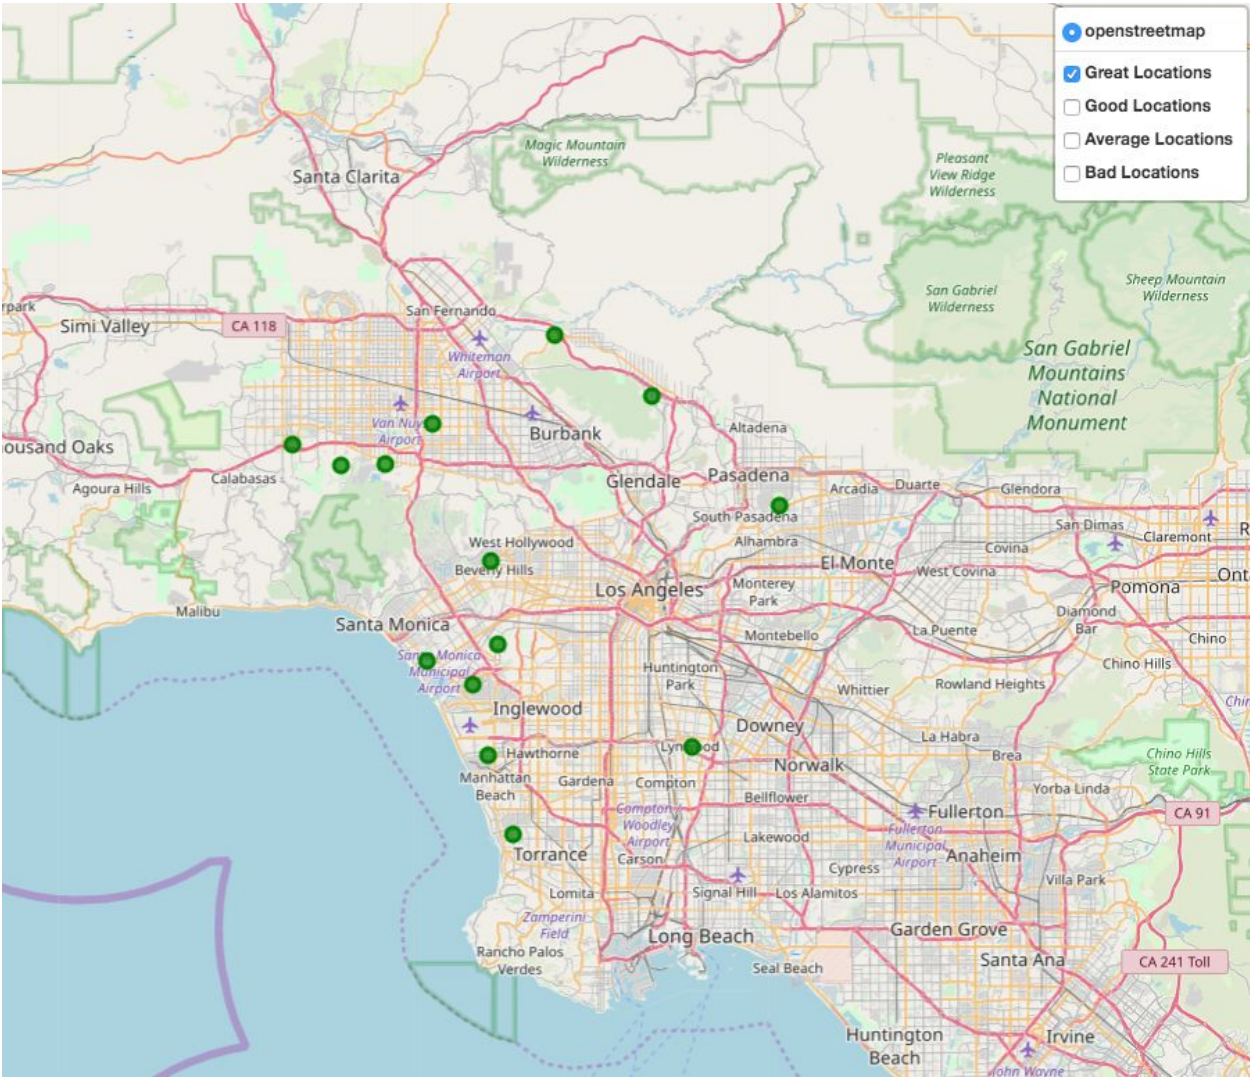 openstreetmap
Great Locations
Good Locations
Average Locations
Bad Locations
Magic Mountain
Wilderness
Pleasant
View Ridge
Wilderness
Santa Clarita
San Gabriel
Wilderness
Sheep Mountain
Wilderness
rpark
Simi Valley
CA 118
San Fernando
Whiteman
Airport
San Gabriel
Mountains
National
Monument
Van Nuys
Airport
Burbank
Altadena
ousand Oaks
Agoura Hills
Calabasas
Glendale
Pasadena
Arcadia
Duarte
Glendora
South Pasadena
San Dimas
Claremont
R
West Hollywood
Beverly Hills
Alhambra
Covina
El Monte
West Covina
Los Angeles
Monterey
Park
Pomona
Ont
Malibu
Santa Monica
Diamond
Bar
La Puente
Montebello
Chino
Santa Monica
Municipal
Airport
Huntington
Park
Chino Hills
Whittier
Rowland Heights
Chin
Inglewood
Downey
La Habra
Hawthorne
Lynwood
Brea
Chino Hills
State Park
Norwalk
Manhattan
Beach
Gardena
Compton
Yorba Linda
Bellflower
Compton/
Woodley
Airport
Fullerton
CA 91
Fullerton
Municipal
Airport
Lakewood
Torrance
Carson
Anaheim
Cypress
Villa Park
Lomita
Signal Hill
Los Alamitos
Zamperini
Field
Long Beach
Garden Grove
Rancho Palos
Verdes
Seal Beach
Santa Ana
CA 241 Toll
Huntington
Beach
Irvine
John Wayne